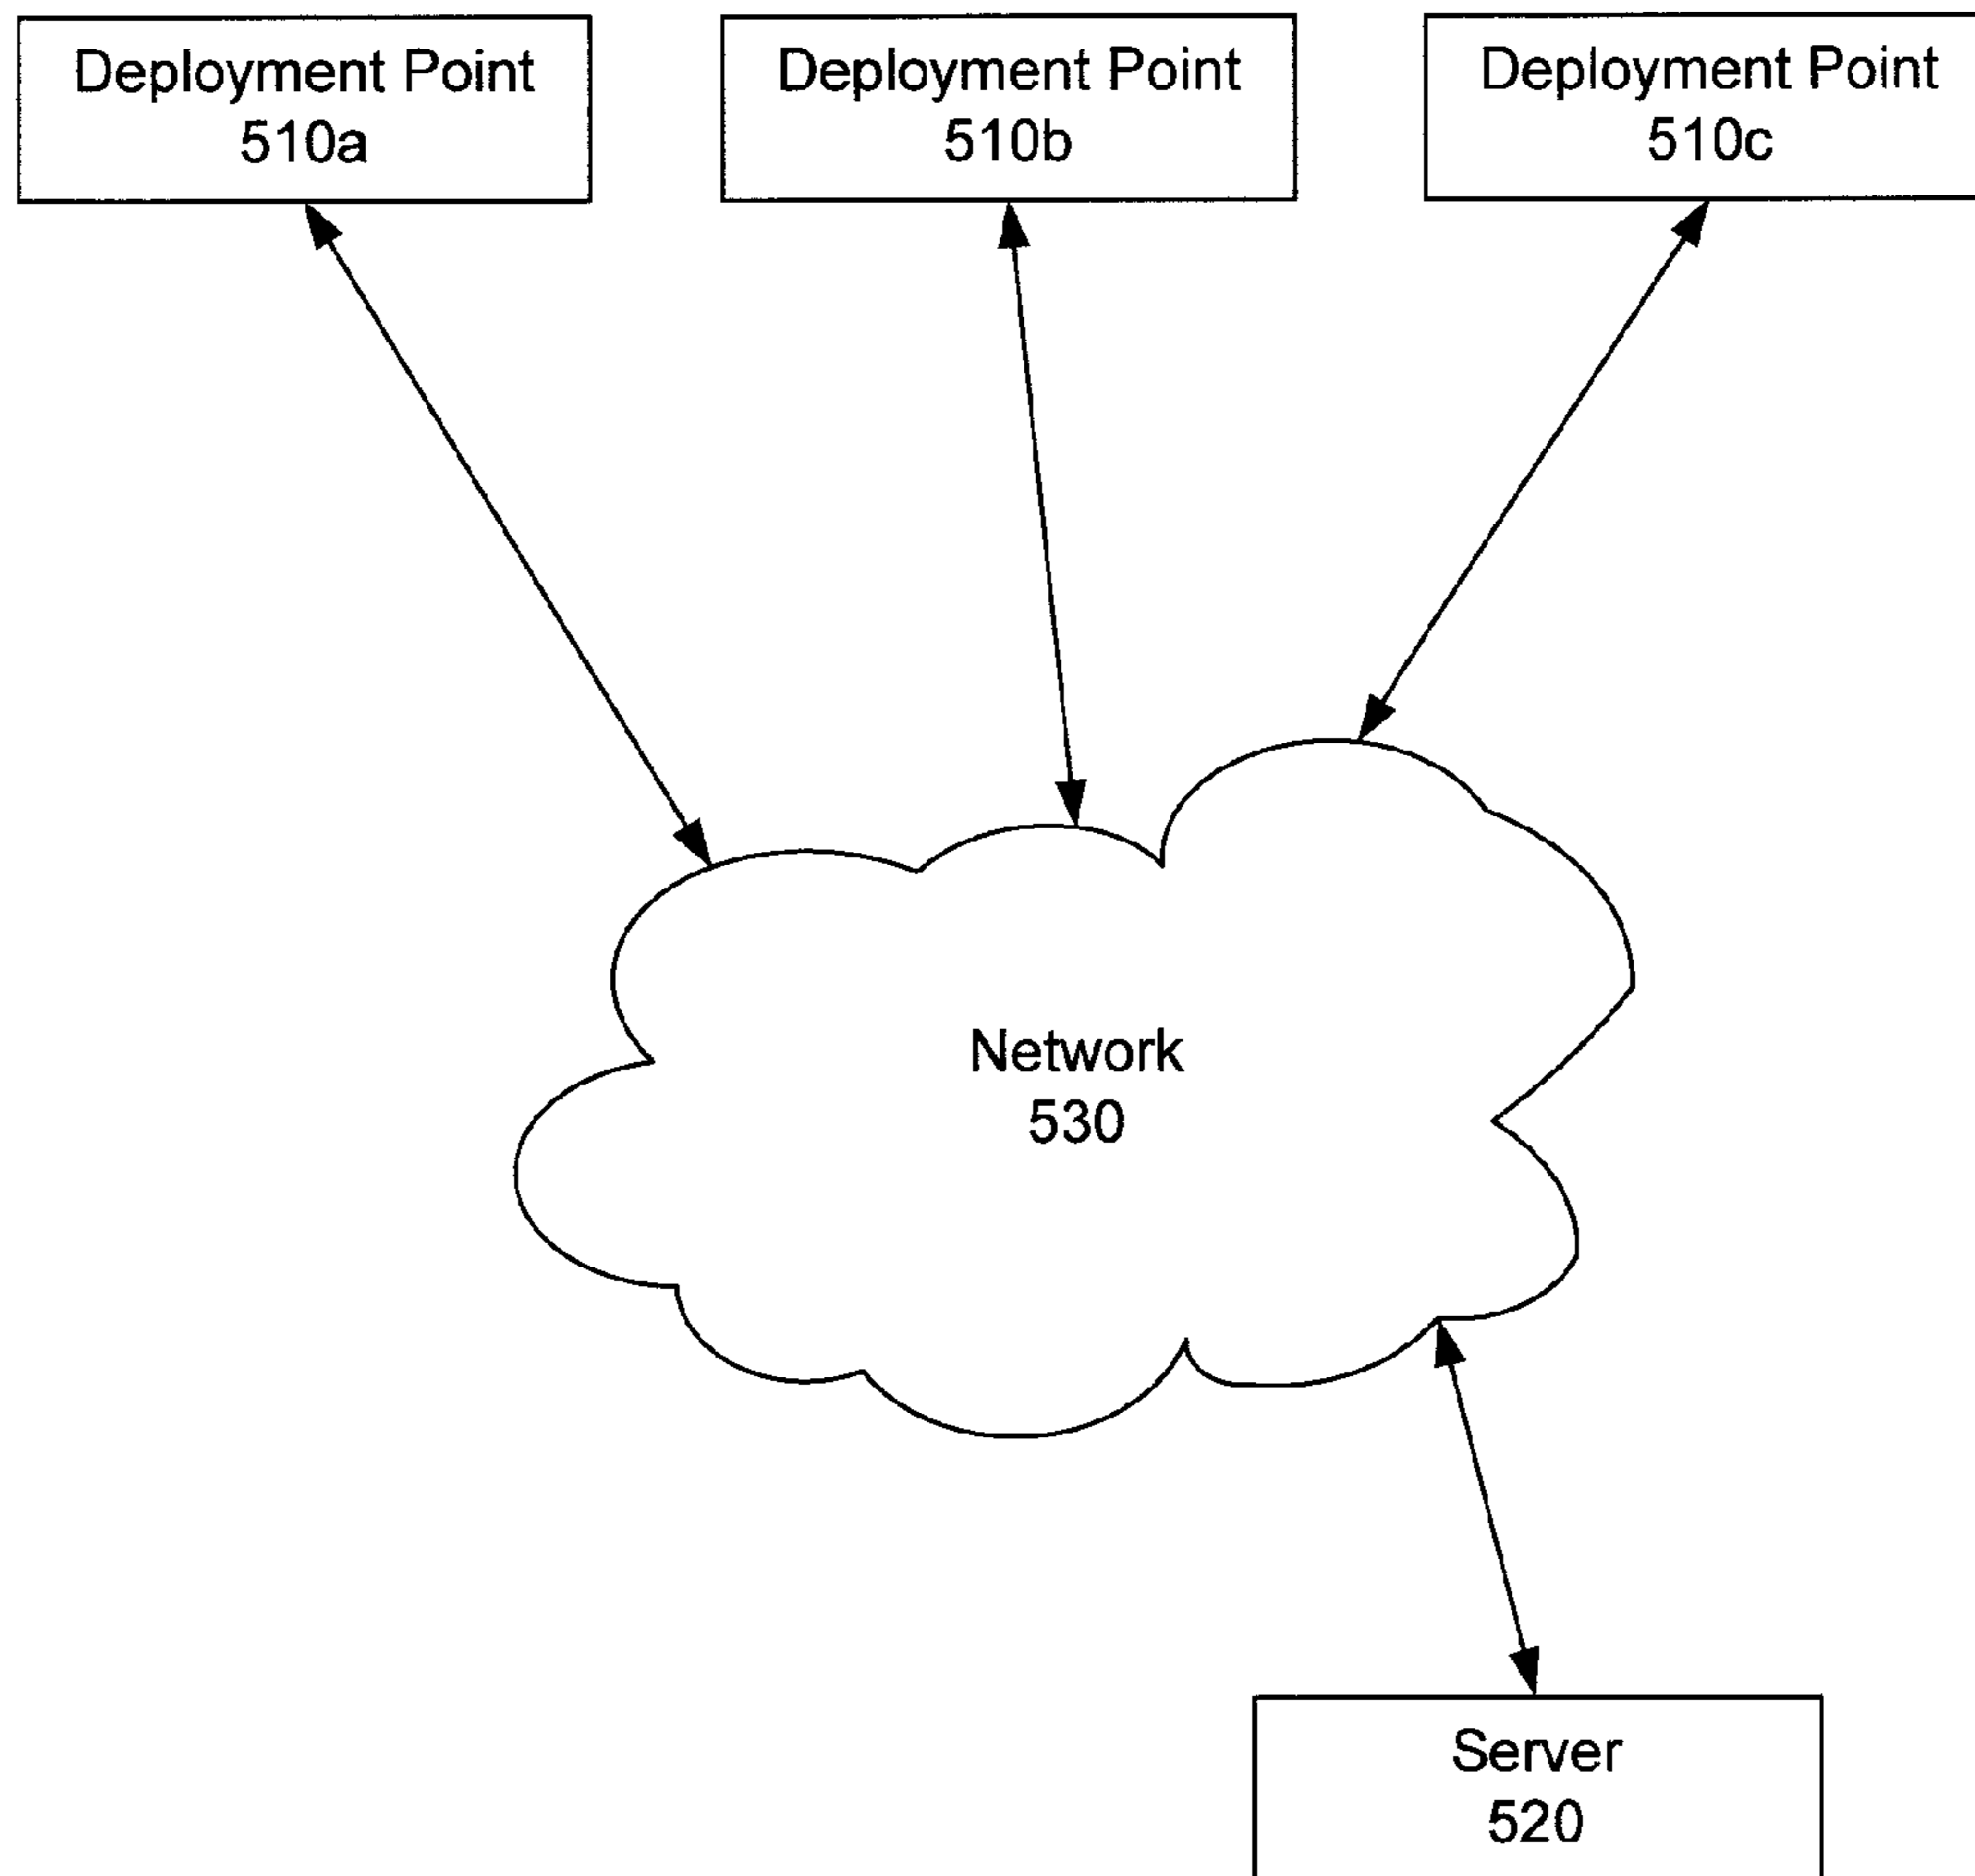 Deployment Point
510a
Deployment Point
510b
Deployment Point
510c
Network
530
Server
520